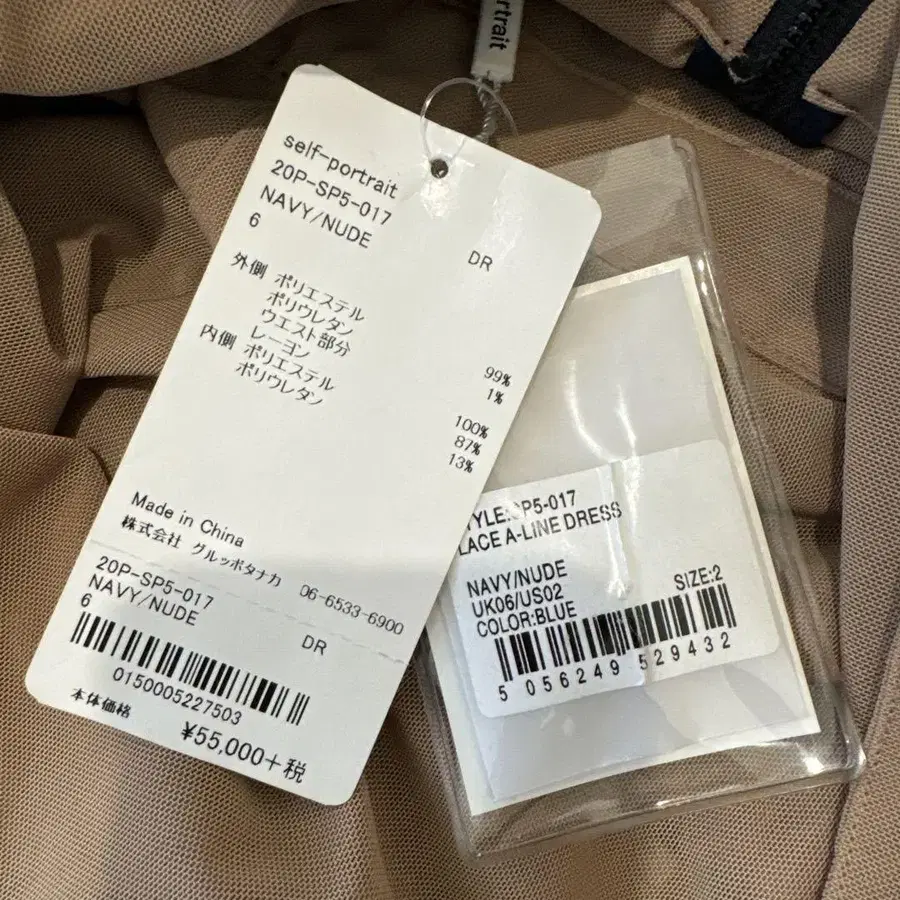 rtrait
self-portrait
20P-SP5-017
NAVY/NUDE
6
DR
外側 ポリエステル 99%
ポリウレタン 1%
ウエスト部分
レーヨン 100%
内側 ポリエステル 87%
ポリウレタン 13%
Made in China
株式会社 グルッポタナカ 06-6533-6900
20P-SP5-017
NAVY/NUDE
6
DR
0150005227503
本体価格
¥55,000+税
TYLE:SP5-017
LACE A-LINE DRESS
NAVY/NUDE
UK06/US02 SIZE:2
COLOR:BLUE
5 056249 529432